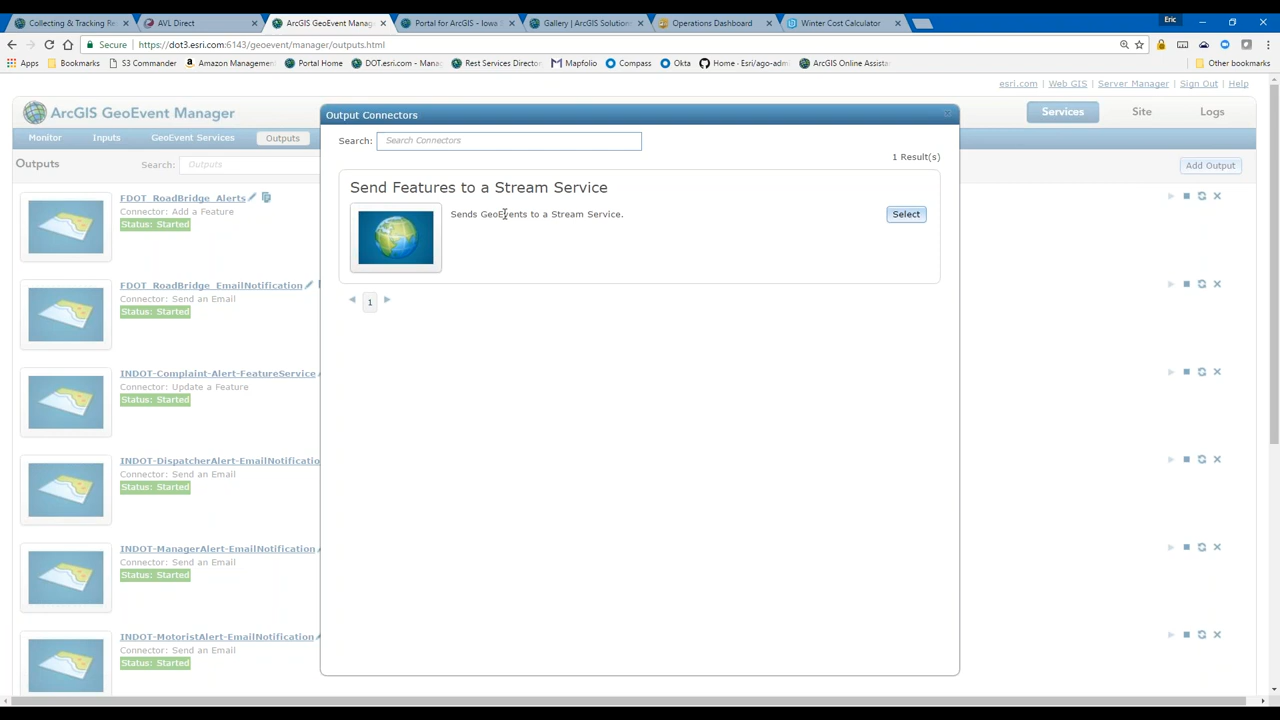 Collecting & Tracking Re
AVL Direct
ArcGIS GeoEvent Manag
Portal for ArcGIS - Iowa S
Gallery | ArcGIS Solution
Operations Dashboard
Winter Cost Calculator
Eric
Secure
https://dot3.esri.com:6143/geoevent/manager/outputs.html
Apps
Bookmarks
S3 Commander
Amazon Management
Portal Home
DOT.esri.com - Mana
Rest Services Director
Mapfolio
Compass
Okta
Home · Esri/ago-adm
ArcGIS Online Assista
Other bookmarks
esri.com | Web GIS | Server Manager | Sign Out | Help
ArcGIS GeoEvent Manager
Services
Site
Logs
Monitor
Inputs
GeoEvent Services
Outputs
Outputs
Search:
Outputs
Add Output
FDOT_RoadBridge_Alerts
Connector: Add a Feature
Status: Started
FDOT_RoadBridge_EmailNotification
Connector: Send an Email
Status: Started
INDOT-Complaint-Alert-FeatureService
Connector: Update a Feature
Status: Started
INDOT-DispatcherAlert-EmailNotificatio
Connector: Send an Email
Status: Started
INDOT-ManagerAlert-EmailNotification
Connector: Send an Email
Status: Started
INDOT-MotoristAlert-EmailNotification
Connector: Send an Email
Status: Started
Output Connectors
Search:
Search Connectors
1 Result(s)
Send Features to a Stream Service
Sends GeoEvents to a Stream Service.
Select
1